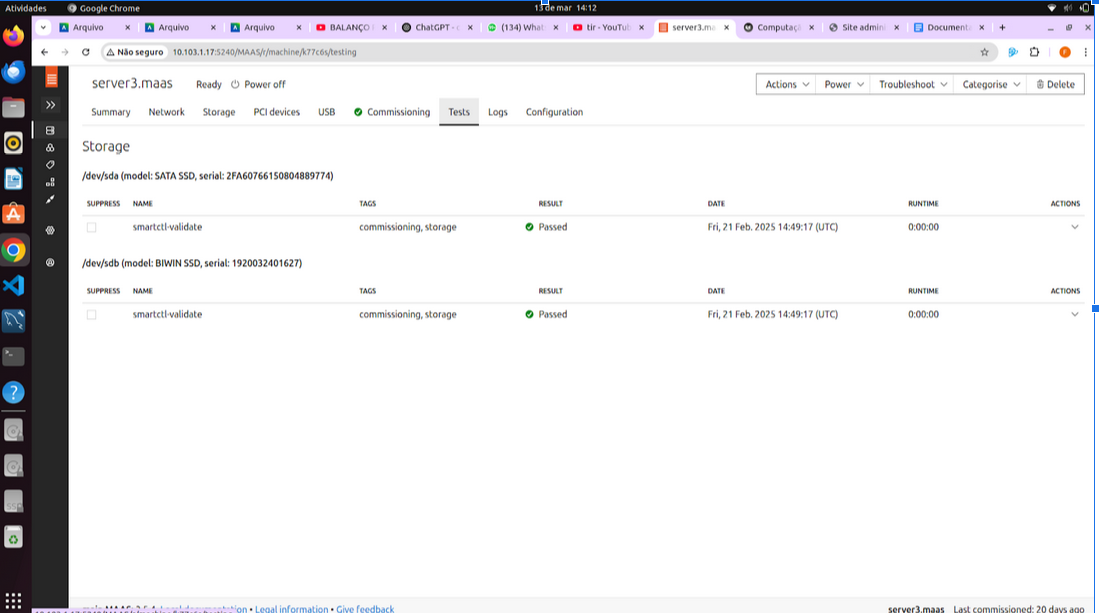 Atividades Google Chrome 13 de mar 14:12
Arquivo Arquivo Arquivo BALANÇO ChatGPT - (134) What tir - YouTu server3.m Computaç Site admin Document
Não seguro 10.103.1.17:5240/MAAS/r/machine/k77c6s/testing
server3.maas Ready Power off Actions Power Troubleshoot Categorise Delete
Summary Network Storage PCI devices USB Commissioning Tests Logs Configuration
Storage
/dev/sda (model: SATA SSD, serial: 2FA60766150804889774)
SUPPRESS NAME TAGS RESULT DATE RUNTIME ACTIONS
smartctl-validate commissioning, storage Passed Fri, 21 Feb. 2025 14:49:17 (UTC) 0:00:00
/dev/sdb (model: BIWIN SSD, serial: 1920032401627)
SUPPRESS NAME TAGS RESULT DATE RUNTIME ACTIONS
smartctl-validate commissioning, storage Passed Fri, 21 Feb. 2025 14:49:17 (UTC) 0:00:00
Legal information • Give feedback server3.maas Last commissioned: 20 days ago